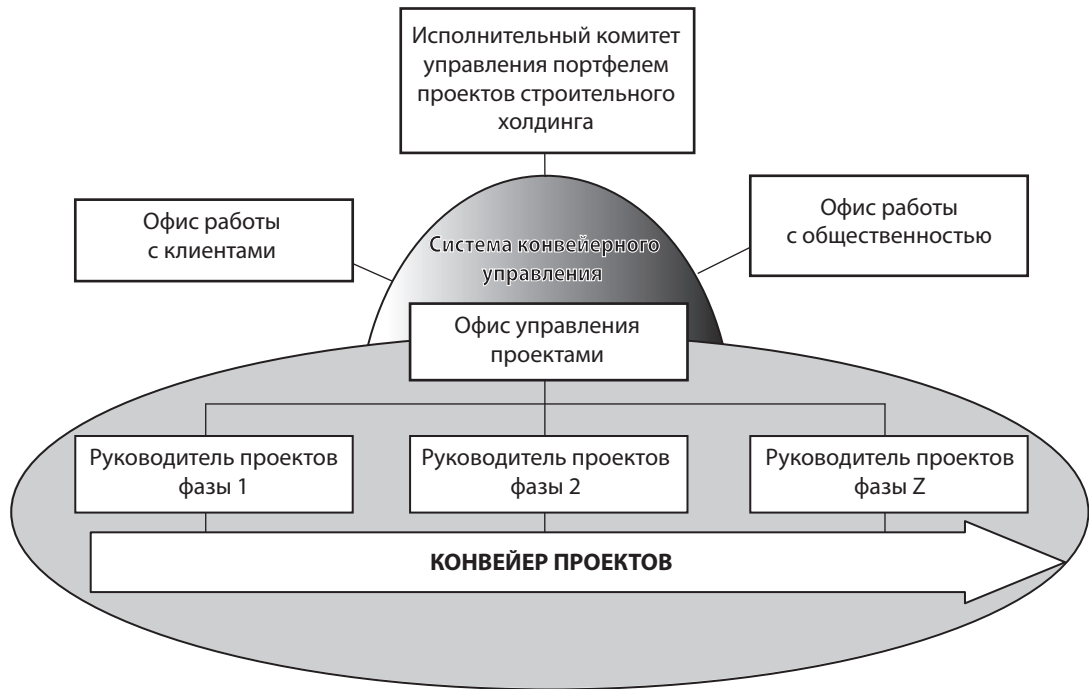 Исполнительный комитет
управления портфелем
проектов строительного
холдинга
Офис работы
с клиентами
Офис работы
с общественностью
Система конвейерного
управления
Офис управления
проектами
Руководитель проектов
фазы 1
Руководитель проектов
фазы 2
Руководитель проектов
фазы Z
КОНВЕЙЕР ПРОЕКТОВ